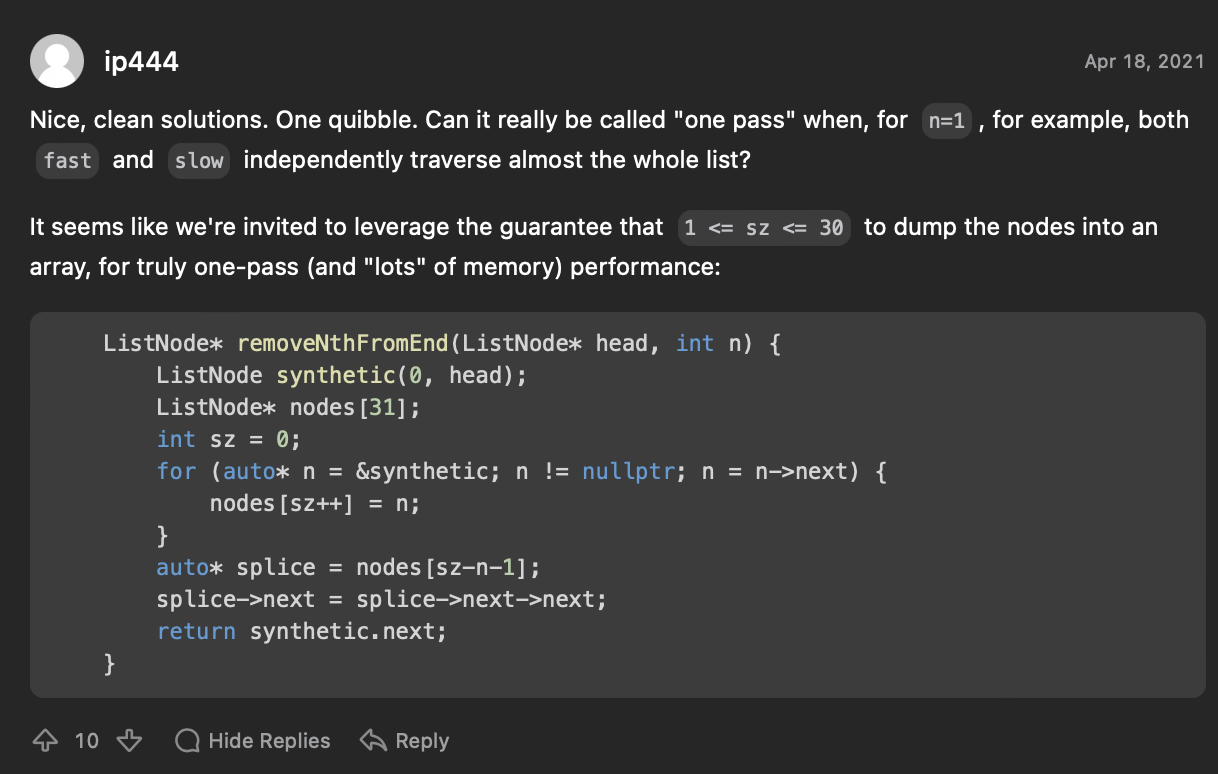 ip444
Apr 18, 2021
Nice, clean solutions. One quibble. Can it really be called "one pass" when, for n=1 , for example, both
fast and slow independently traverse almost the whole list?
It seems like we're invited to leverage the guarantee that 1 <= sz <= 30 to dump the nodes into an
array, for truly one-pass (and "lots" of memory) performance:
ListNode* removeNthFromEnd(ListNode* head, int n) {
    ListNode synthetic(0, head);
    ListNode* nodes[31];
    int sz = 0;
    for (auto* n = &synthetic; n != nullptr; n = n->next) {
        nodes[sz++] = n;
    }
    auto* splice = nodes[sz-n-1];
    splice->next = splice->next->next;
    return synthetic.next;
}
10 Hide Replies Reply